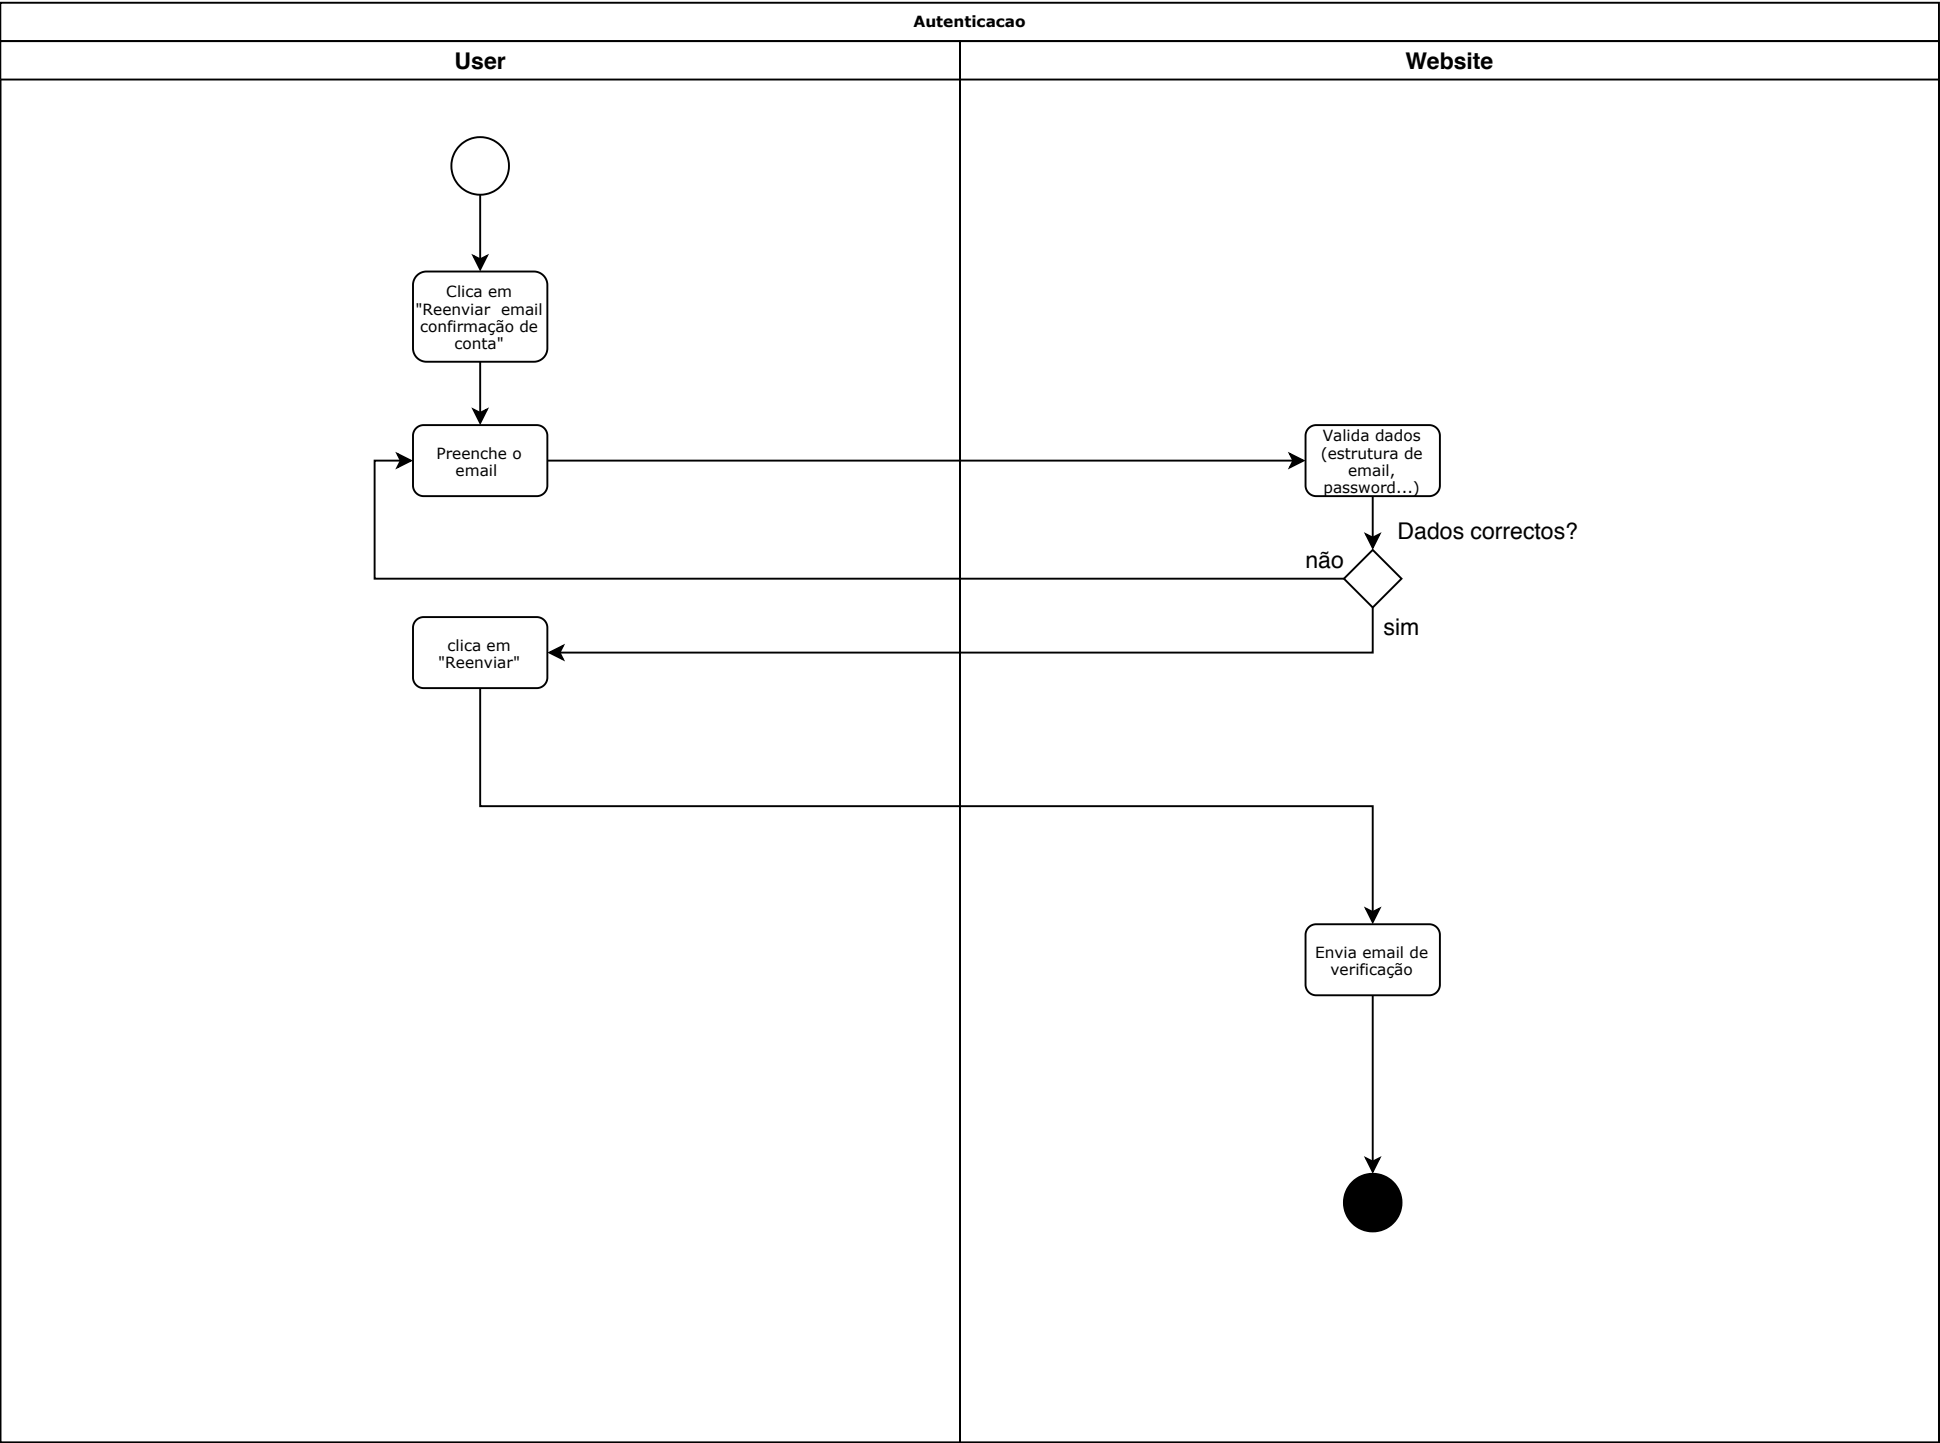 Autenticacao
User
Website
Clica em
"Reenviar  email
confirmação de
conta"
Preenche o
email
Valida dados
(estrutura de
email,
password...)
Dados correctos?
não
sim
clica em
"Reenviar"
Envia email de
verificação